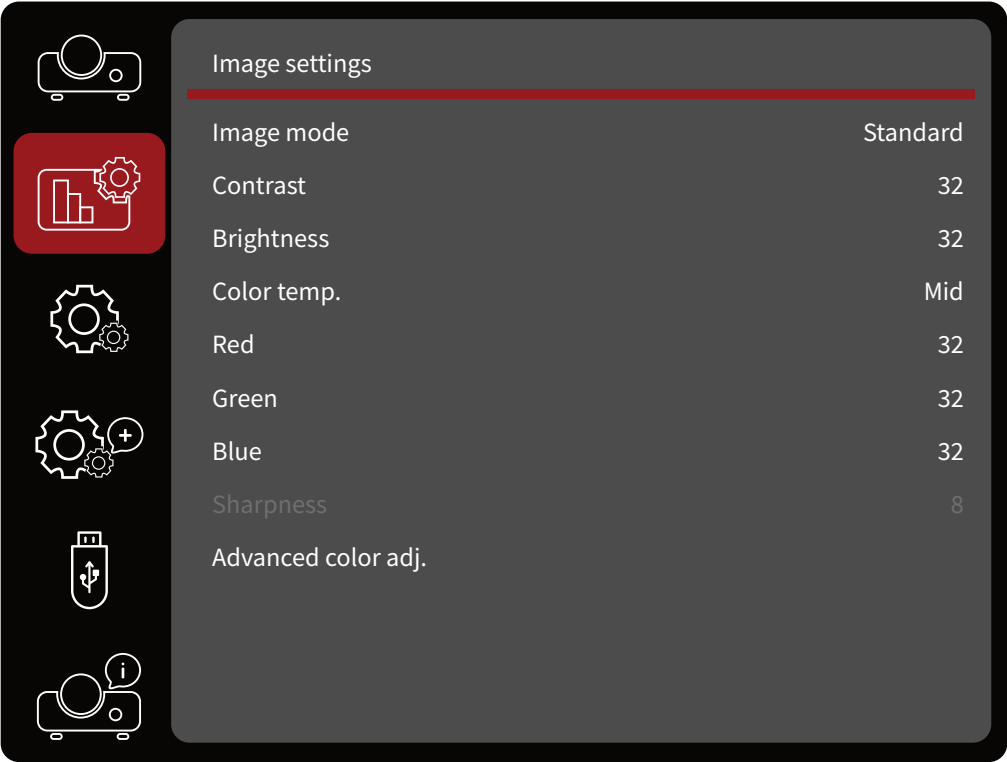 Image settings
Image mode Standard
Contrast 32
Brightness 32
Color temp. Mid
Red 32
Green 32
Blue 32
Sharpness 8
Advanced color adj.
i